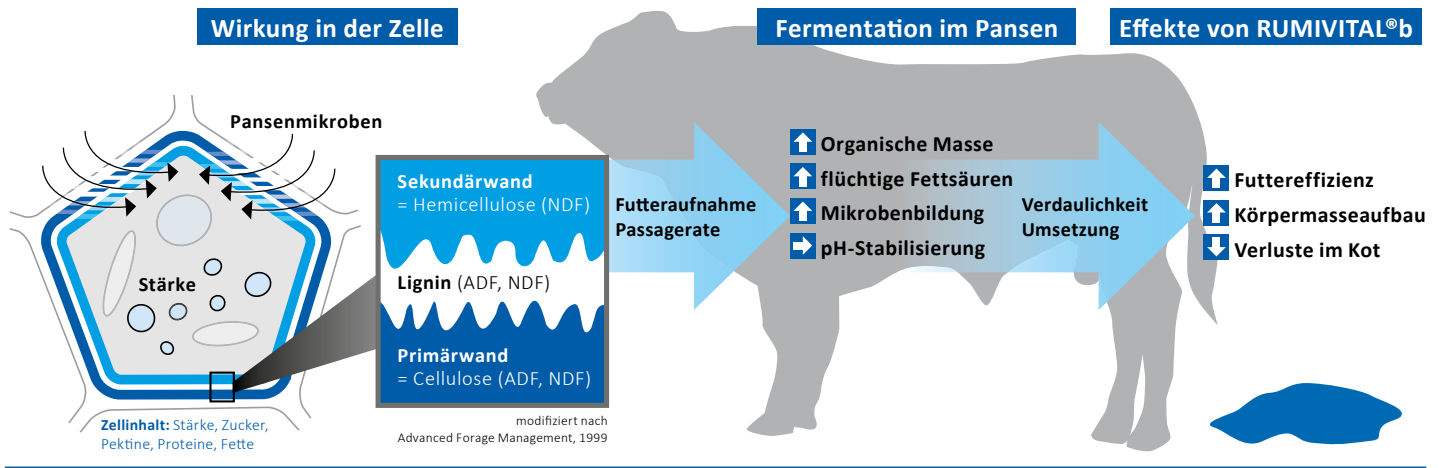 Wirkung in der Zelle
Fermentation im Pansen
Effekte von RUMIVITAL®b
Pansenmikroben
Stärke
Zellinhalt: Stärke, Zucker,
Pektine, Proteine, Fette
Sekundärwand
= Hemicellulose (NDF)
Lignin (ADF, NDF)
Primärwand
= Cellulose (ADF, NDF)
modifiziert nach
Advanced Forage Management, 1999
Futteraufnahme
Passagerate
Organische Masse
flüchtige Fettsäuren
Mikrobenbildung
pH-Stabilisierung
Verdaulichkeit
Umsetzung
Futtereffizienz
Körpermasseaufbau
Verluste im Kot